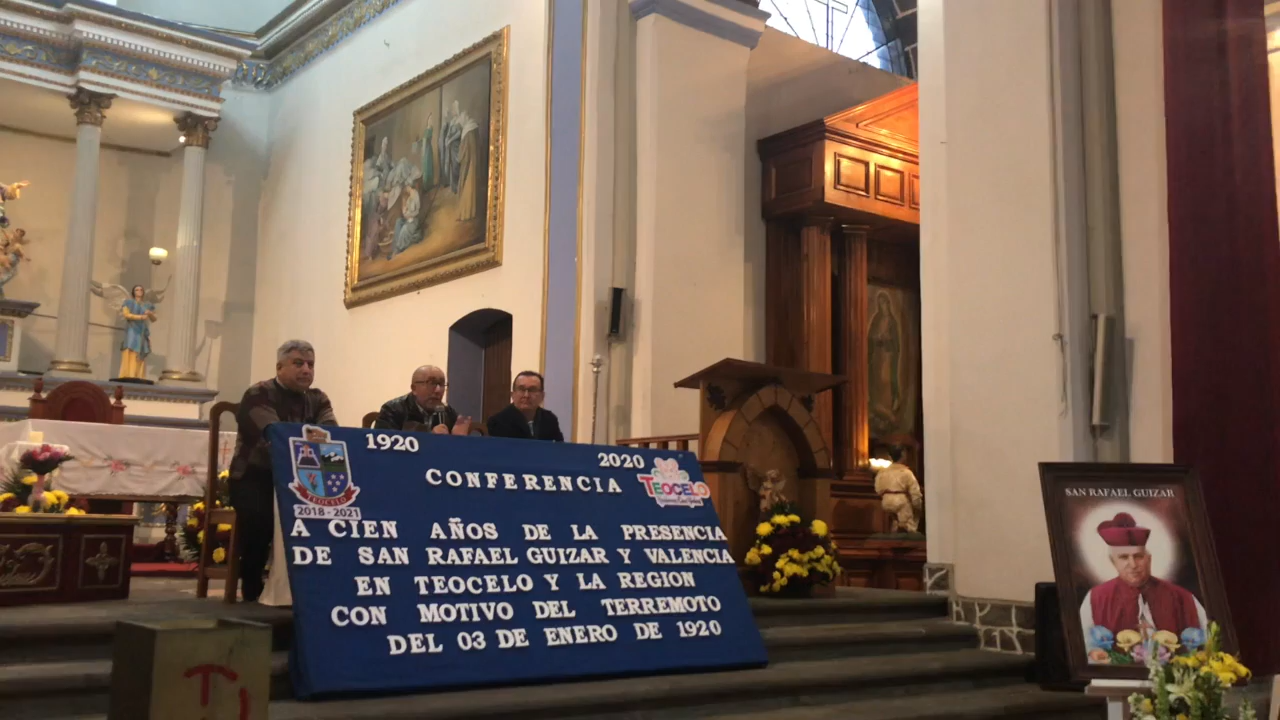 1920
2020
CONFERENCIA
TEOCELO
2018 - 2021
TEOCELO
A CIEN AÑOS DE LA PRESENCIA
DE SAN RAFAEL GUIZAR Y VALENCIA
EN TEOCELO Y LA REGION
CON MOTIVO DEL TERREMOTO
DEL 03 DE ENERO DE 1920
SAN RAFAEL GUIZAR